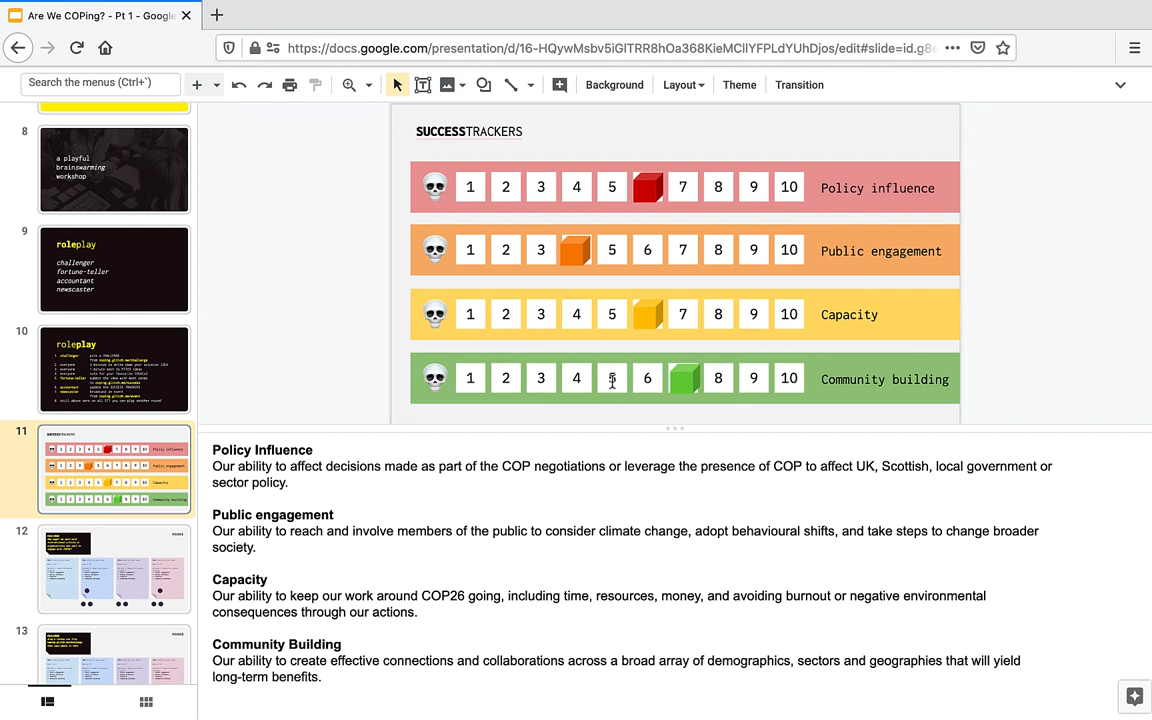 Are We COPing? - Pt 1 - Google
https://docs.google.com/presentation/d/16-HQywMsbv5iGlTRR8hOa368KieMCllYFPLdYUhDjos/edit#slide=id.g8
Search the menus (Ctrl+`)
Background
Layout
Theme
Transition
8
a playful
brainswarming
workshop
9
roleplay
challenger
fortune-teller
accountant
newscaster
10
roleplay
11
SUCCESSTRACKERS
12
13
SUCCESSTRACKERS
1 2 3 4 5 7 8 9 10 Policy influence
1 2 3 5 6 7 8 9 10 Public engagement
1 2 3 4 5 7 8 9 10 Capacity
1 2 3 4 5 6 8 9 10 Community building
Policy Influence
Our ability to affect decisions made as part of the COP negotiations or leverage the presence of COP to affect UK, Scottish, local government or
sector policy.
Public engagement
Our ability to reach and involve members of the public to consider climate change, adopt behavioural shifts, and take steps to change broader
society.
Capacity
Our ability to keep our work around COP26 going, including time, resources, money, and avoiding burnout or negative environmental
consequences through our actions.
Community Building
Our ability to create effective connections and collaborations across a broad array of demographics, sectors and geographies that will yield
long-term benefits.